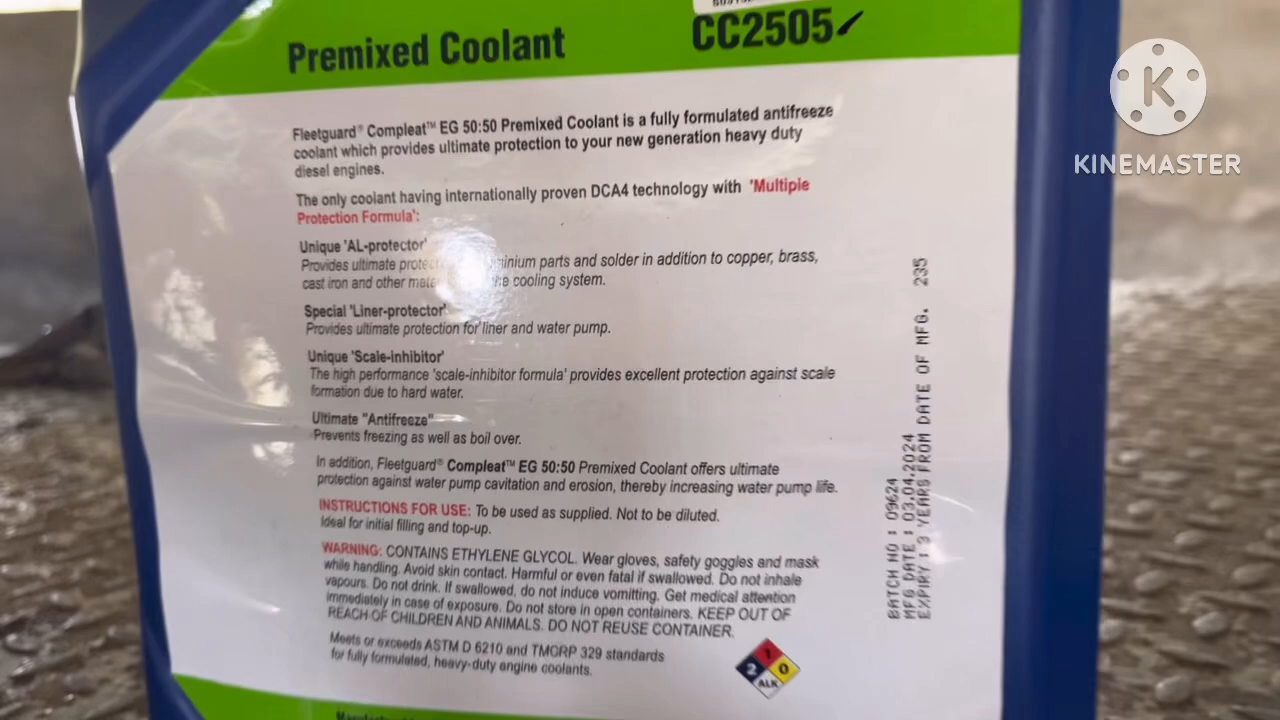 Premixed Coolant
CC2505
Fleetguard® Compleat™ EG 50:50 Premixed Coolant is a fully formulated antifreeze
coolant which provides ultimate protection to your new generation heavy duty
diesel engines.
The only coolant having internationally proven DCA4 technology with 'Multiple
Protection Formula':
Unique 'AL-protector'
Provides ultimate parts and solder in addition to copper, brass,
cast iron and other cooling system.
Special 'Liner-protector'
Provides ultimate protection for liner and water pump.
Unique 'Scale-inhibitor'
The high performance 'scale-inhibitor formula' provides excellent protection against scale
formation due to hard water.
Ultimate "Antifreeze"
Prevents freezing as well as boil over.
In addition, Fleetguard® Compleat™ EG 50:50 Premixed Coolant offers ultimate
protection against water pump cavitation and erosion, thereby increasing water pump life.
INSTRUCTIONS FOR USE: To be used as supplied. Not to be diluted.
Ideal for initial filling and top-up.
WARNING: CONTAINS ETHYLENE GLYCOL. Wear gloves, safety goggles and mask
while handling. Avoid skin contact. Harmful or even fatal if swallowed. Do not inhale
vapours. Do not drink. If swallowed, do not induce vomitting. Get medical attention
immediately in case of exposure. Do not store in open containers. KEEP OUT OF
REACH OF CHILDREN AND ANIMALS. DO NOT REUSE CONTAINER.
Meets or exceeds ASTM D 6210 and TMCRP 329 standards
for fully formulated, heavy-duty engine coolants.
1
2 0
ALK
BATCH NO : 09624
MFG DATE : 03.04.2024
EXPIRY : 3 YEARS FROM DATE OF MFG. 235
K
KINEMASTER